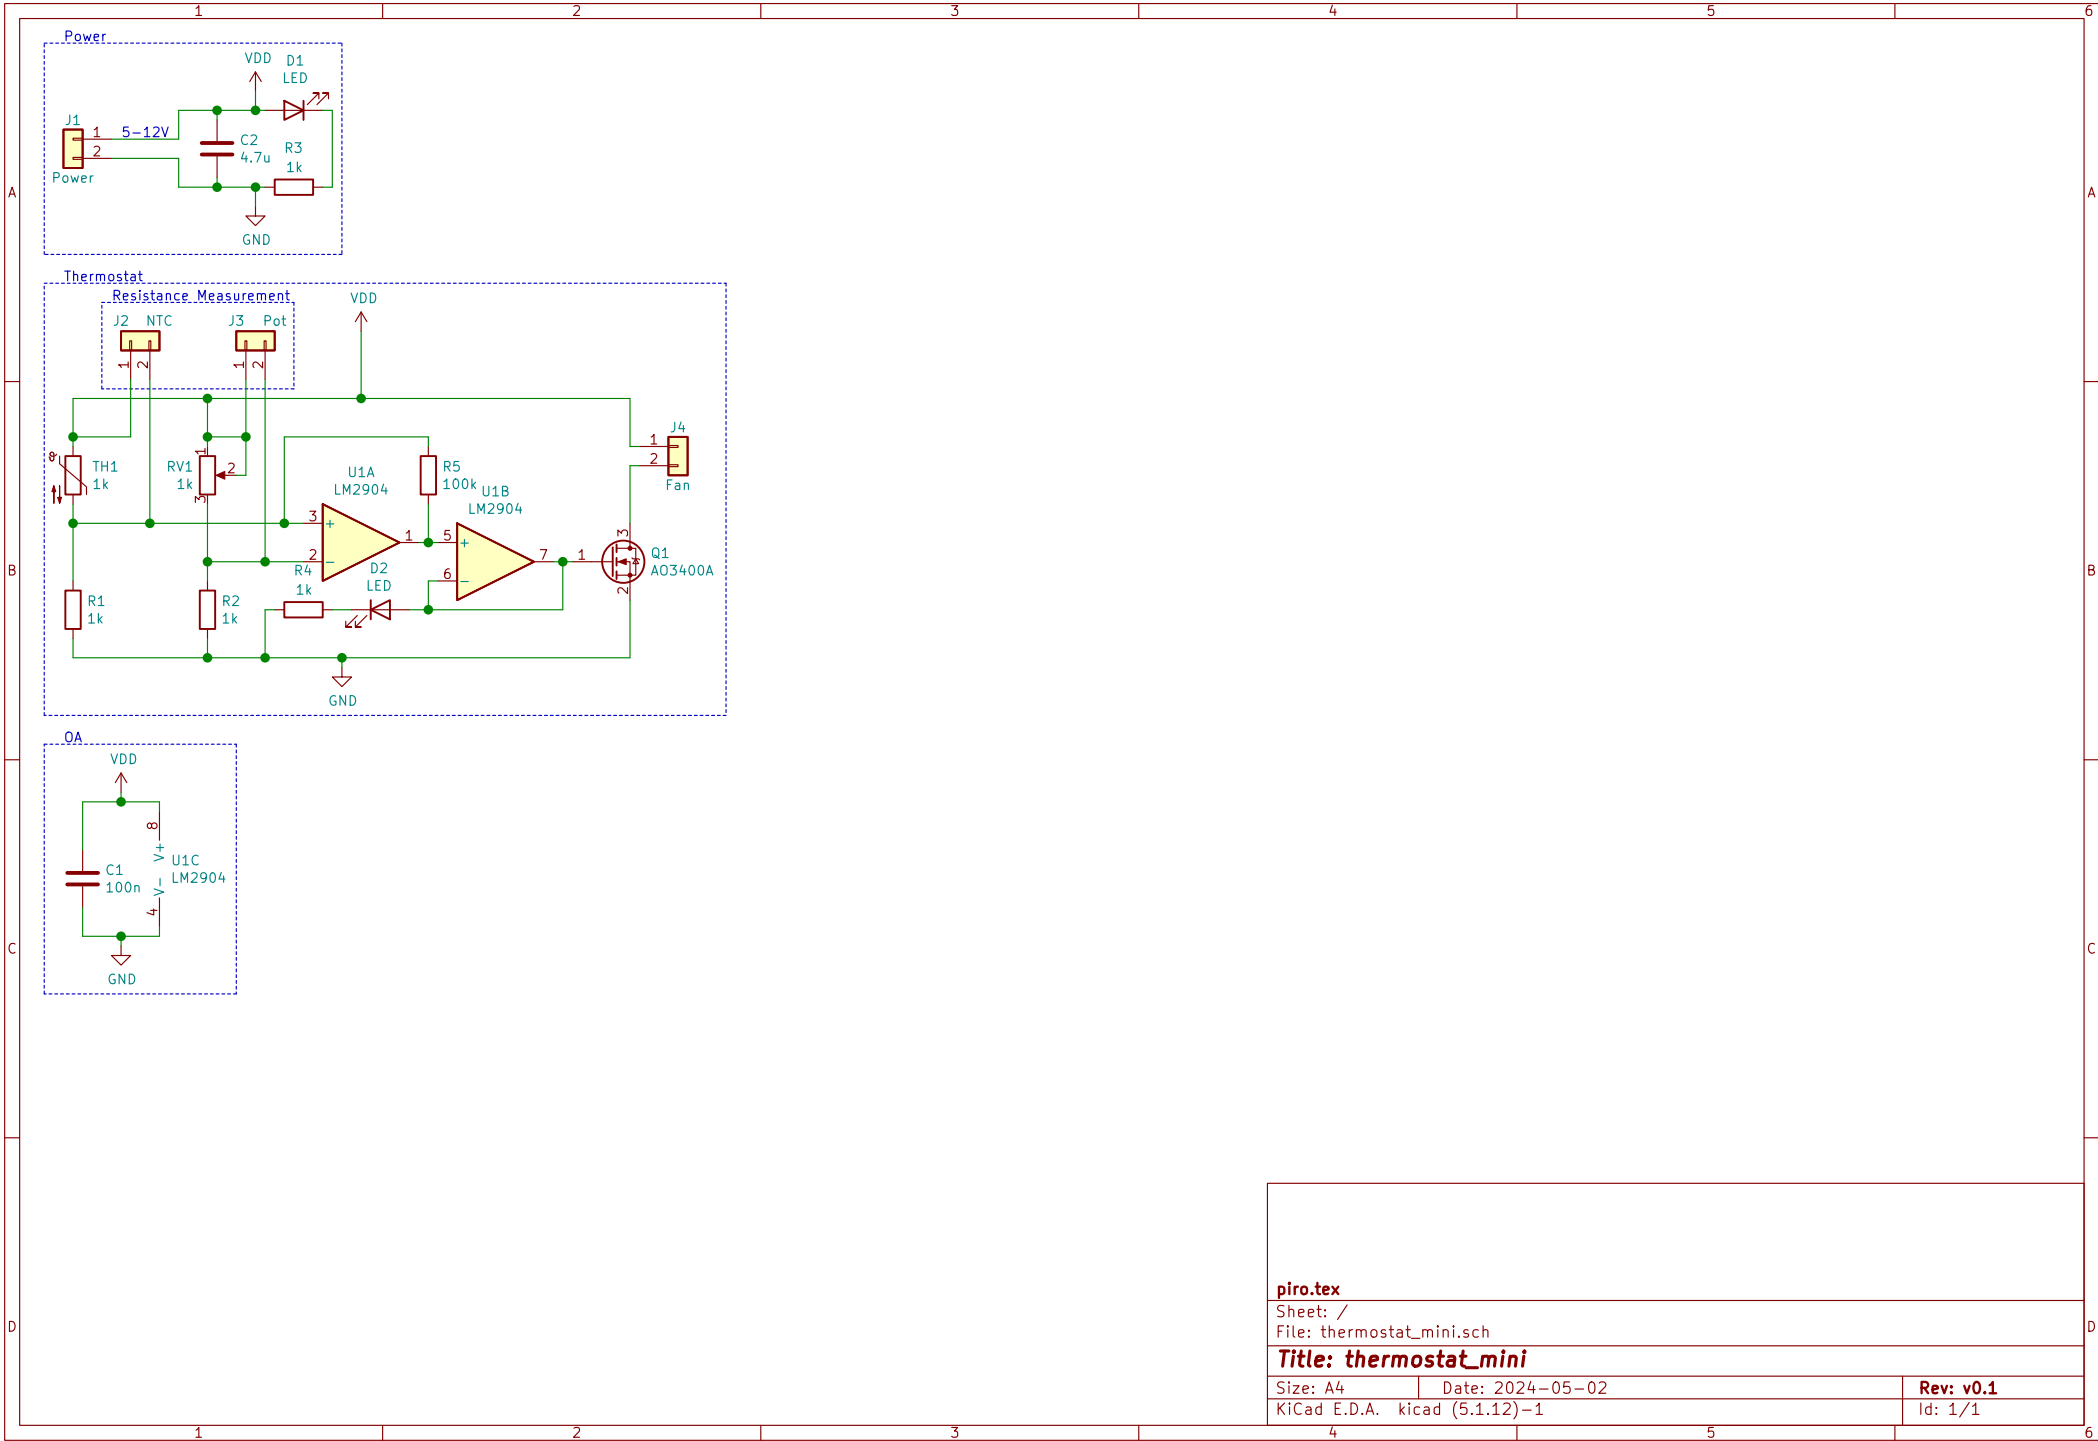 1 2 3 4 5 6
Power
VDD
D1
LED
J1
1
5-12V
2
Power
C2
4.7u
R3
1k
GND
A A
Thermostat
Resistance Measurement
J2 NTC
J3 Pot
1 2
1 2
VDD
J4
1
2
Fan
TH1
1k
RV1
1k
1
2
3
U1A
LM2904
3
+
2
-
1
R5
100k
U1B
LM2904
5
+
6
-
7
1
3
2
Q1
AO3400A
R4
1k
D2
LED
R1
1k
R2
1k
GND
B B
OA
VDD
8
V+
V-
4
U1C
LM2904
C1
100n
GND
C C
D D
piro.tex
Sheet: /
File: thermostat_mini.sch
Title: thermostat_mini
Size: A4 Date: 2024-05-02 Rev: v0.1
KiCad E.D.A. kicad (5.1.12)-1 Id: 1/1
1 2 3 4 5 6